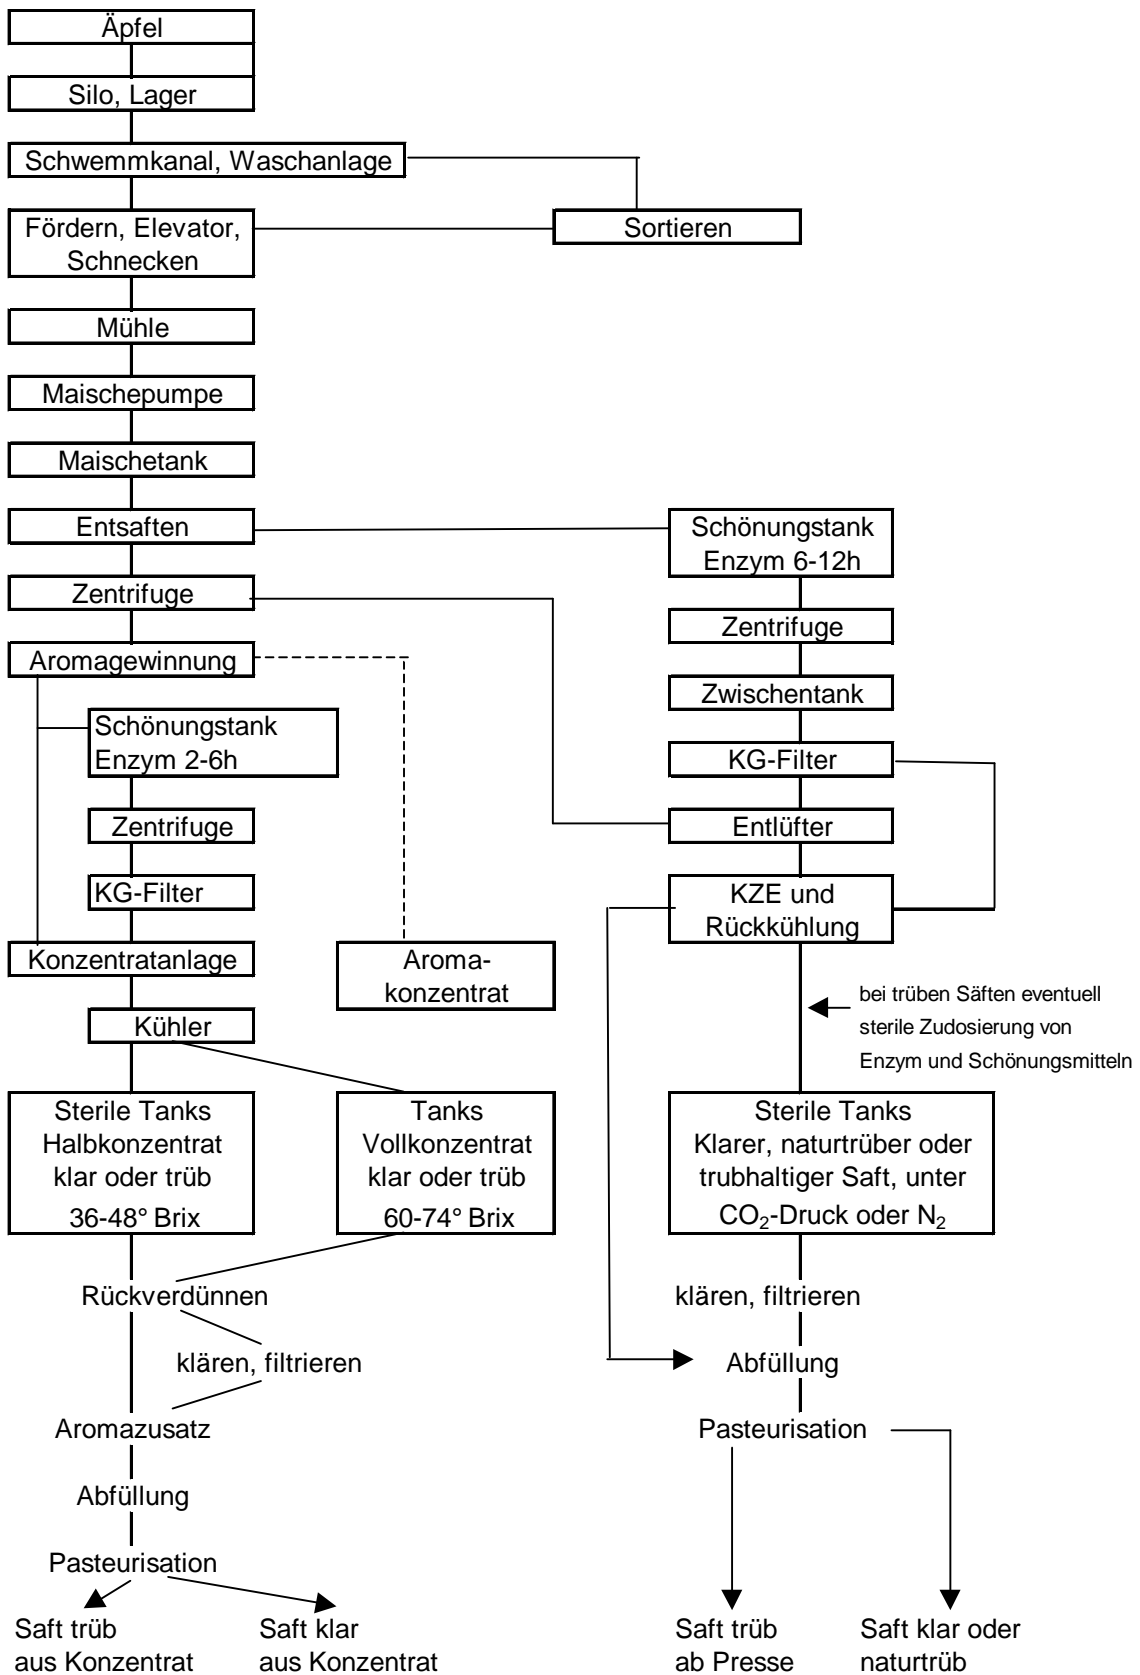 Äpfel
Silo, Lager
Schwemmkanal, Waschanlage
Fördern, Elevator,
Schnecken
Sortieren
Mühle
Maischepumpe
Maischetank
Entsaften
Zentrifuge
Aromagewinnung
Schönungstank
Enzym 2-6h
Zentrifuge
KG-Filter
Konzentratanlage
Aroma-
konzentrat
Kühler
Sterile Tanks
Halbkonzentrat
klar oder trüb
36-48° Brix
Tanks
Vollkonzentrat
klar oder trüb
60-74° Brix
Rückverdünnen
klären, filtrieren
Aromazusatz
Abfüllung
Pasteurisation
Saft trüb
aus Konzentrat
Saft klar
aus Konzentrat
Schönungstank
Enzym 6-12h
Zentrifuge
Zwischentank
KG-Filter
Entlüfter
KZE und
Rückkühlung
bei trüben Säften eventuell
sterile Zudosierung von
Enzym und Schönungsmitteln
Sterile Tanks
Klarer, naturtrüber oder
trubhaltiger Saft, unter
CO₂-Druck oder N₂
klären, filtrieren
Abfüllung
Pasteurisation
Saft trüb
ab Presse
Saft klar oder
naturtrüb